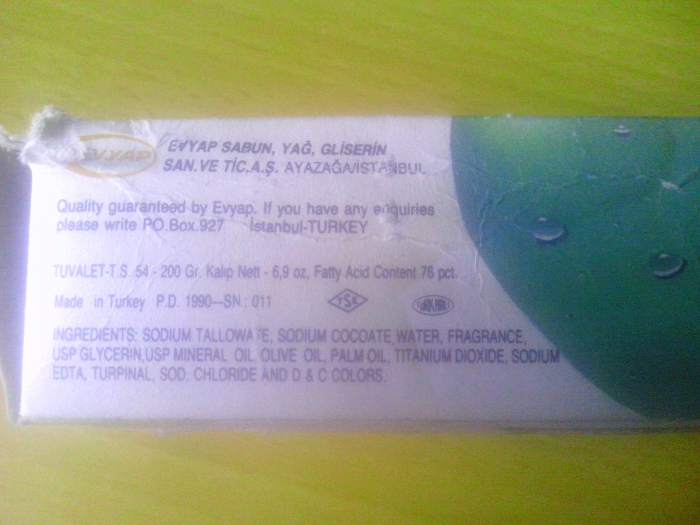 EVYAP
EVYAP SABUN, YAĞ, GLİSERİN
SAN.VE TİC.A.Ş. AYAZAĞA/İSTANBUL
Quality guaranteed by Evyap. If you have any enquiries
please write PO.Box.927 İstanbul-TURKEY
TUVALET-T.S. 54 - 200 Gr. Kalıp Nett - 6,9 oz, Fatty Acid Content 76 pct.
Made in Turkey P.D. 1990—SN.: 011
TSE
INGREDIENTS: SODIUM TALLOWATE, SODIUM COCOATE, WATER, FRAGRANCE,
USP GLYCERIN,USP MINERAL OIL, OLIVE OIL, PALM OIL, TITANIUM DIOXIDE, SODIUM
EDTA, TURPINAL, SOD. CHLORIDE AND D & C COLORS.